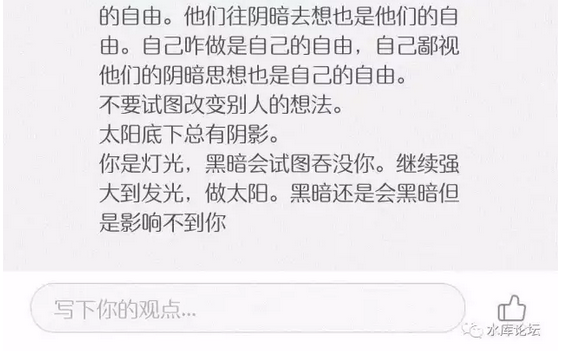 的自由。他们往阴暗去想也是他们的自
由。自己咋做是自己的自由，自己鄙视
他们的阴暗思想也是自己的自由。
不要试图改变别人的想法。
太阳底下总有阴影。
你是灯光，黑暗会试图吞没你。继续强
大到发光，做太阳。黑暗还是会黑暗但
是影响不到你
写下你的观点...
水库论坛